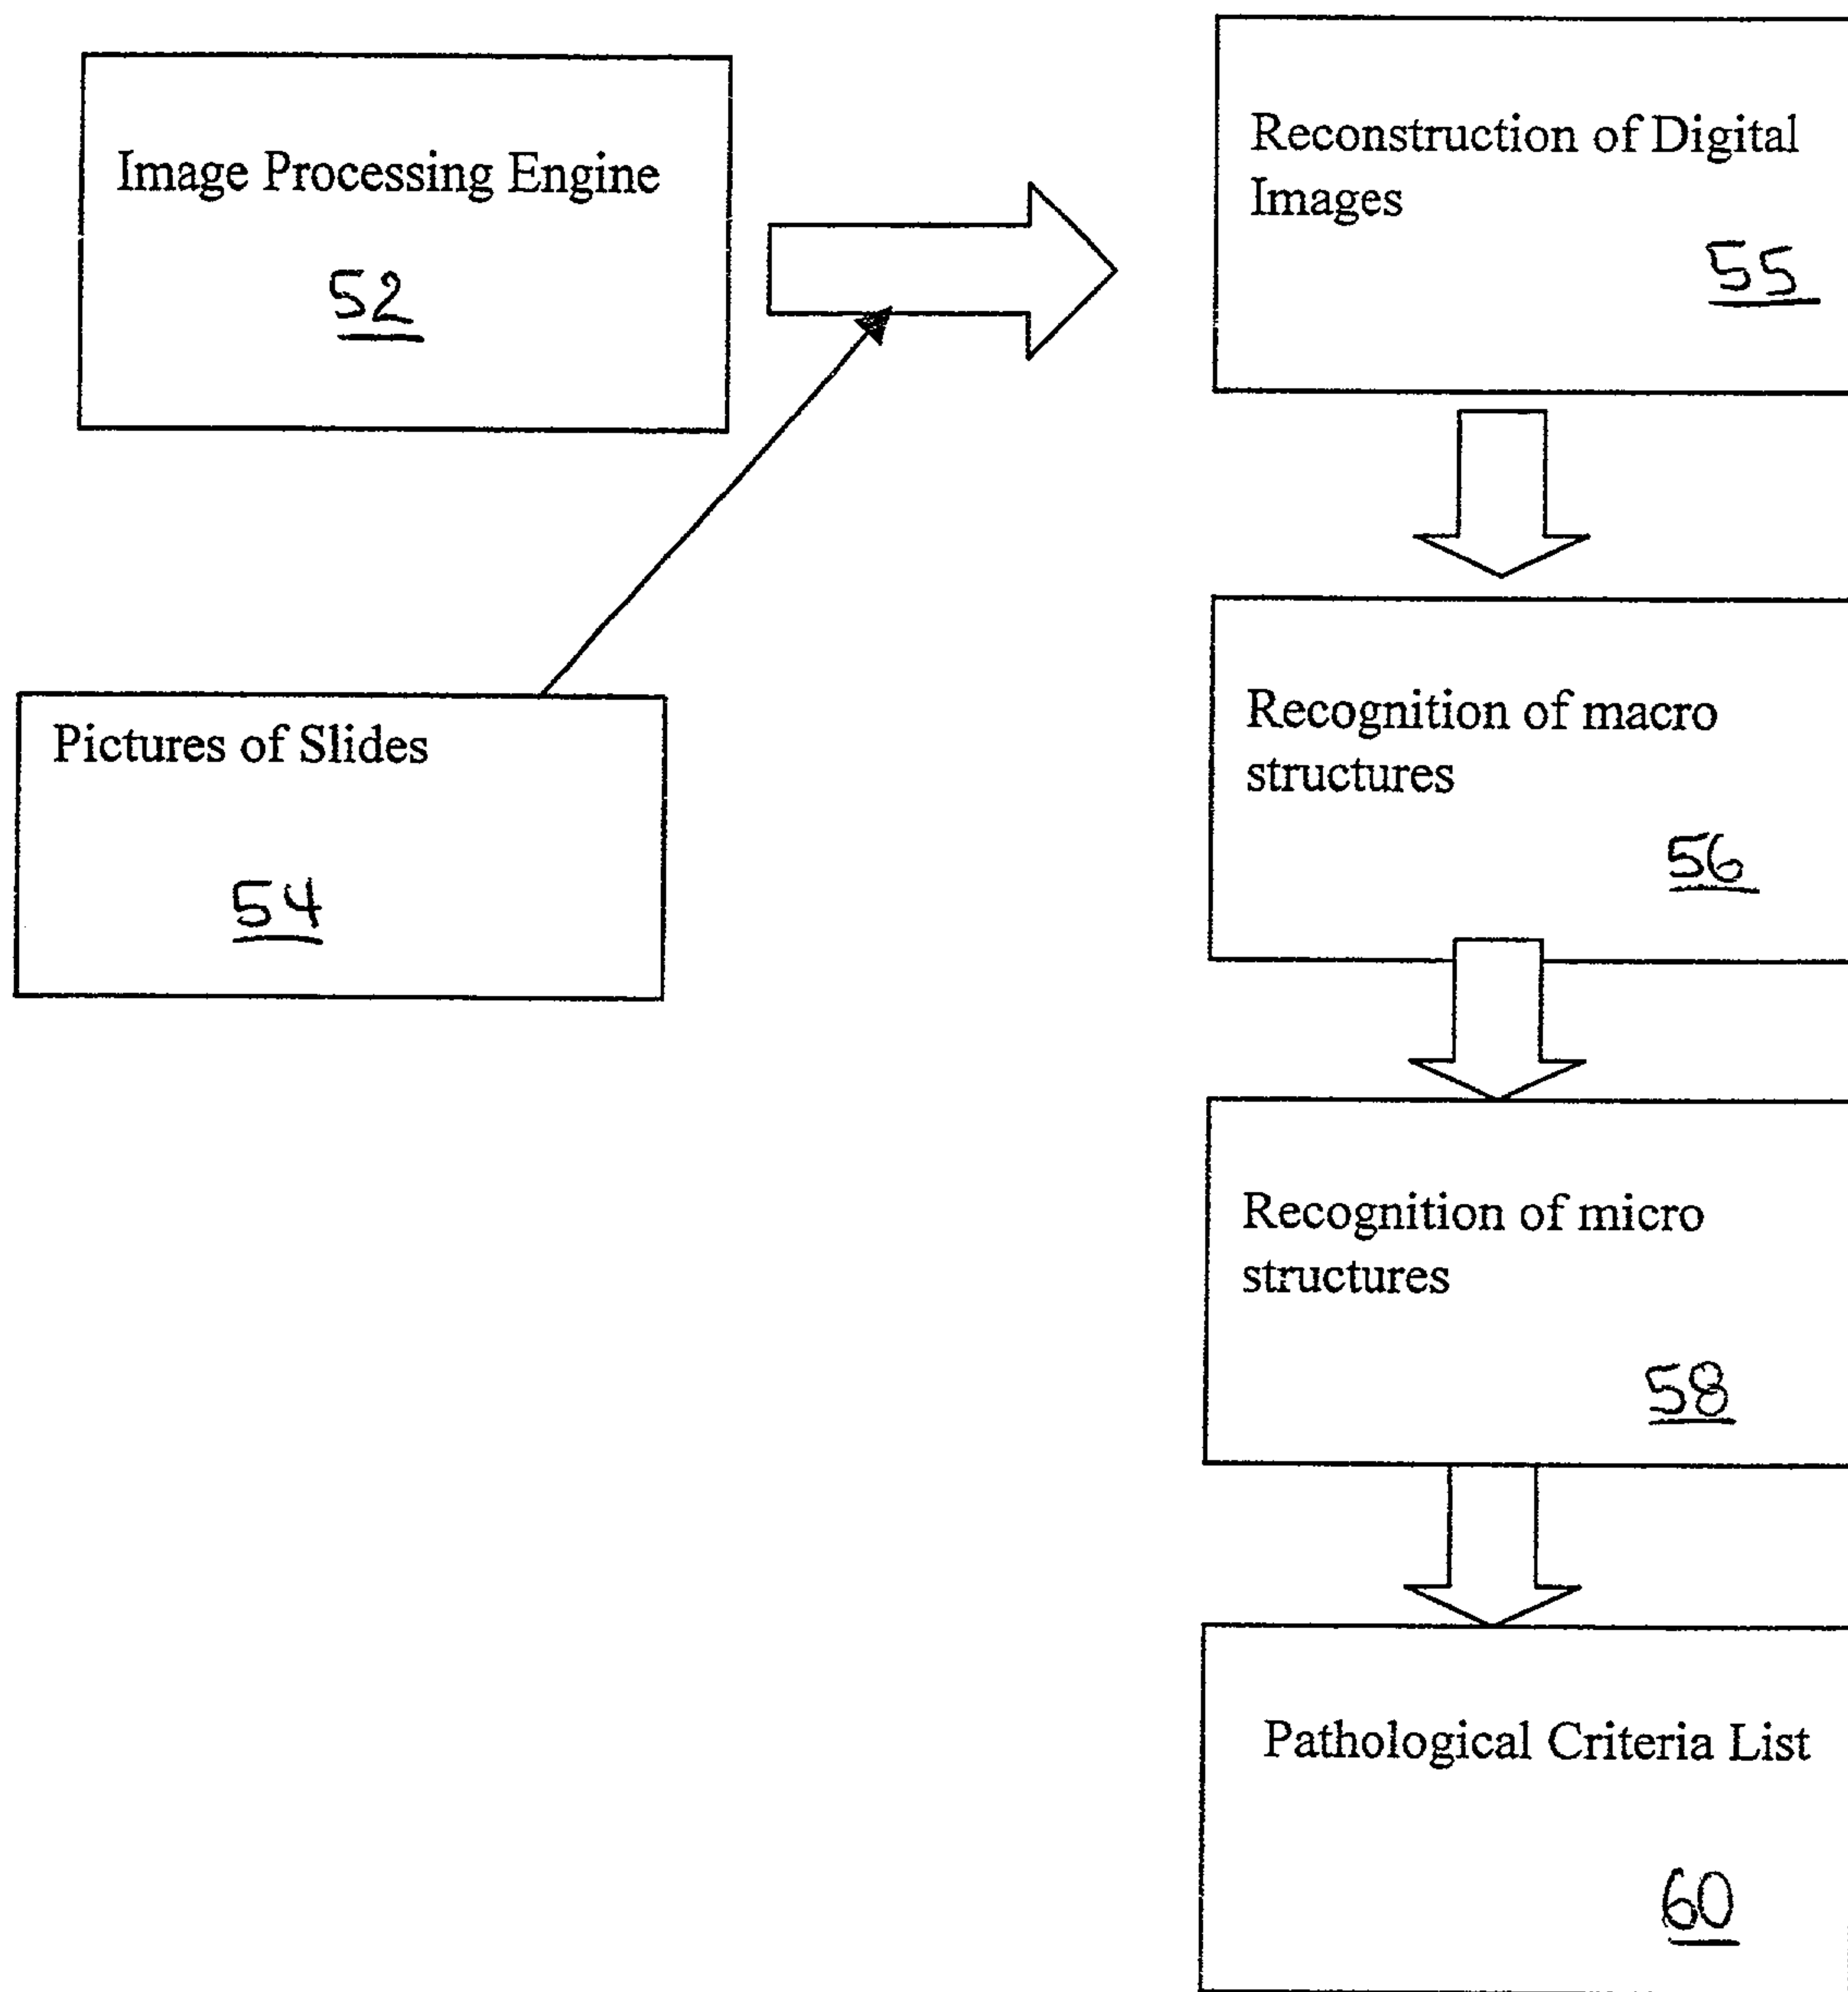 Image Processing Engine
52
Pictures of Slides
54
Reconstruction of Digital
Images
55
Recognition of macro
structures
56
Recognition of micro
structures
58
Pathological Criteria List
60